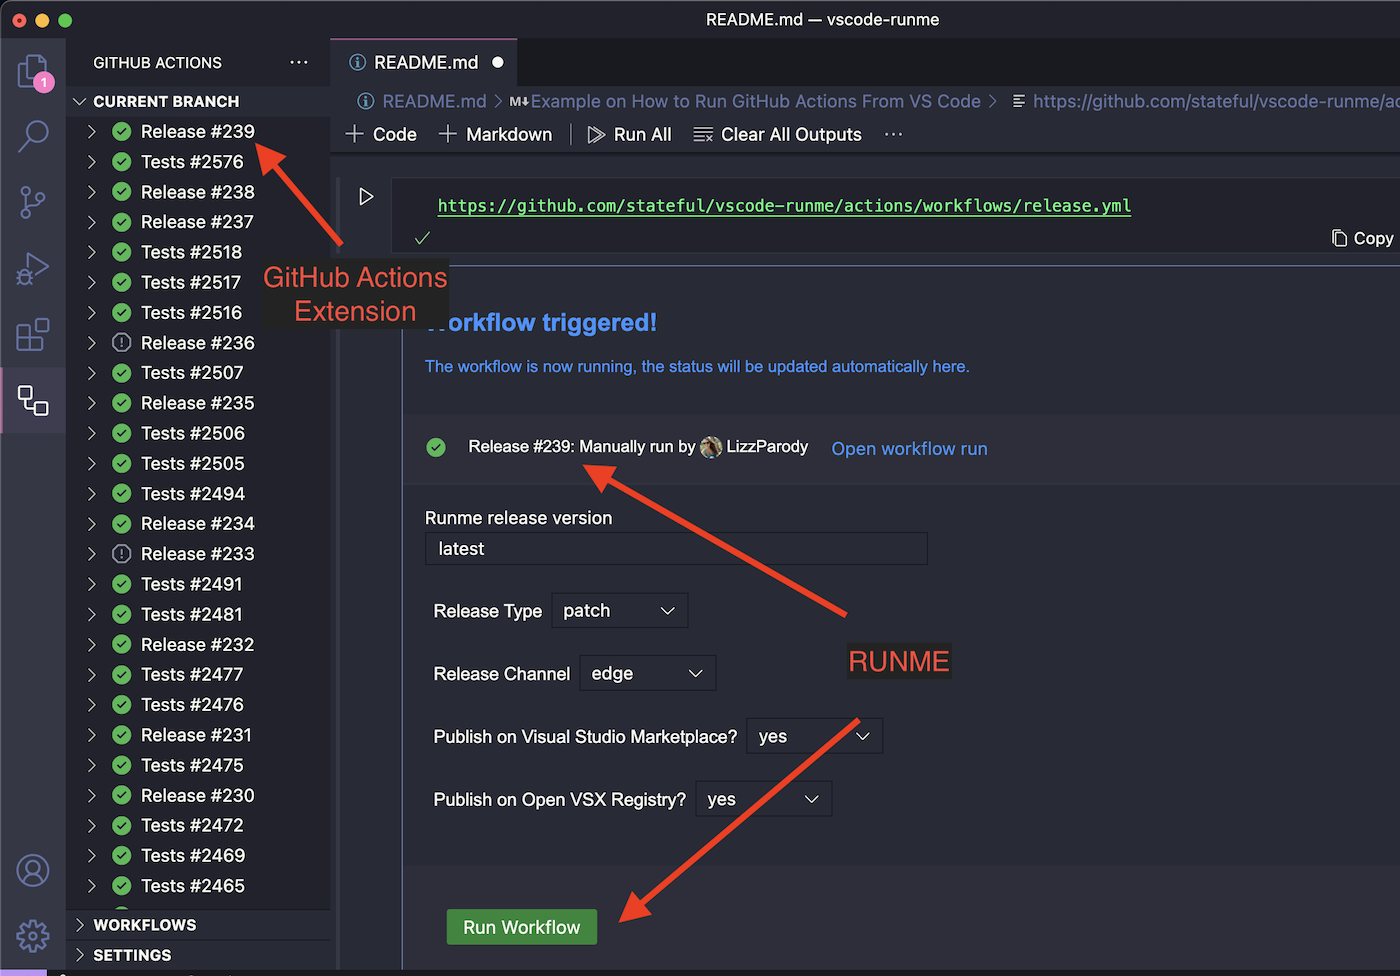 README.md — vscode-runme
1
GITHUB ACTIONS
README.md
CURRENT BRANCH
Release #239
Tests #2576
Release #238
Release #237
Tests #2518
Tests #2517
Tests #2516
Release #236
Tests #2507
Release #235
Tests #2506
Tests #2505
Tests #2494
Release #234
Release #233
Tests #2491
Tests #2481
Release #232
Tests #2477
Tests #2476
Release #231
Tests #2475
Release #230
Tests #2472
Tests #2469
Tests #2465
WORKFLOWS
SETTINGS
README.md > M↓ Example on How to Run GitHub Actions From VS Code > https://github.com/stateful/vscode-runme/ac
+ Code + Markdown Run All Clear All Outputs ...
https://github.com/stateful/vscode-runme/actions/workflows/release.yml
Copy
GitHub Actions
Extension
orkflow triggered!
The workflow is now running, the status will be updated automatically here.
Release #239: Manually run by LizzParody Open workflow run
Runme release version
latest
Release Type patch
RUNME
Release Channel edge
Publish on Visual Studio Marketplace? yes
Publish on Open VSX Registry? yes
Run Workflow